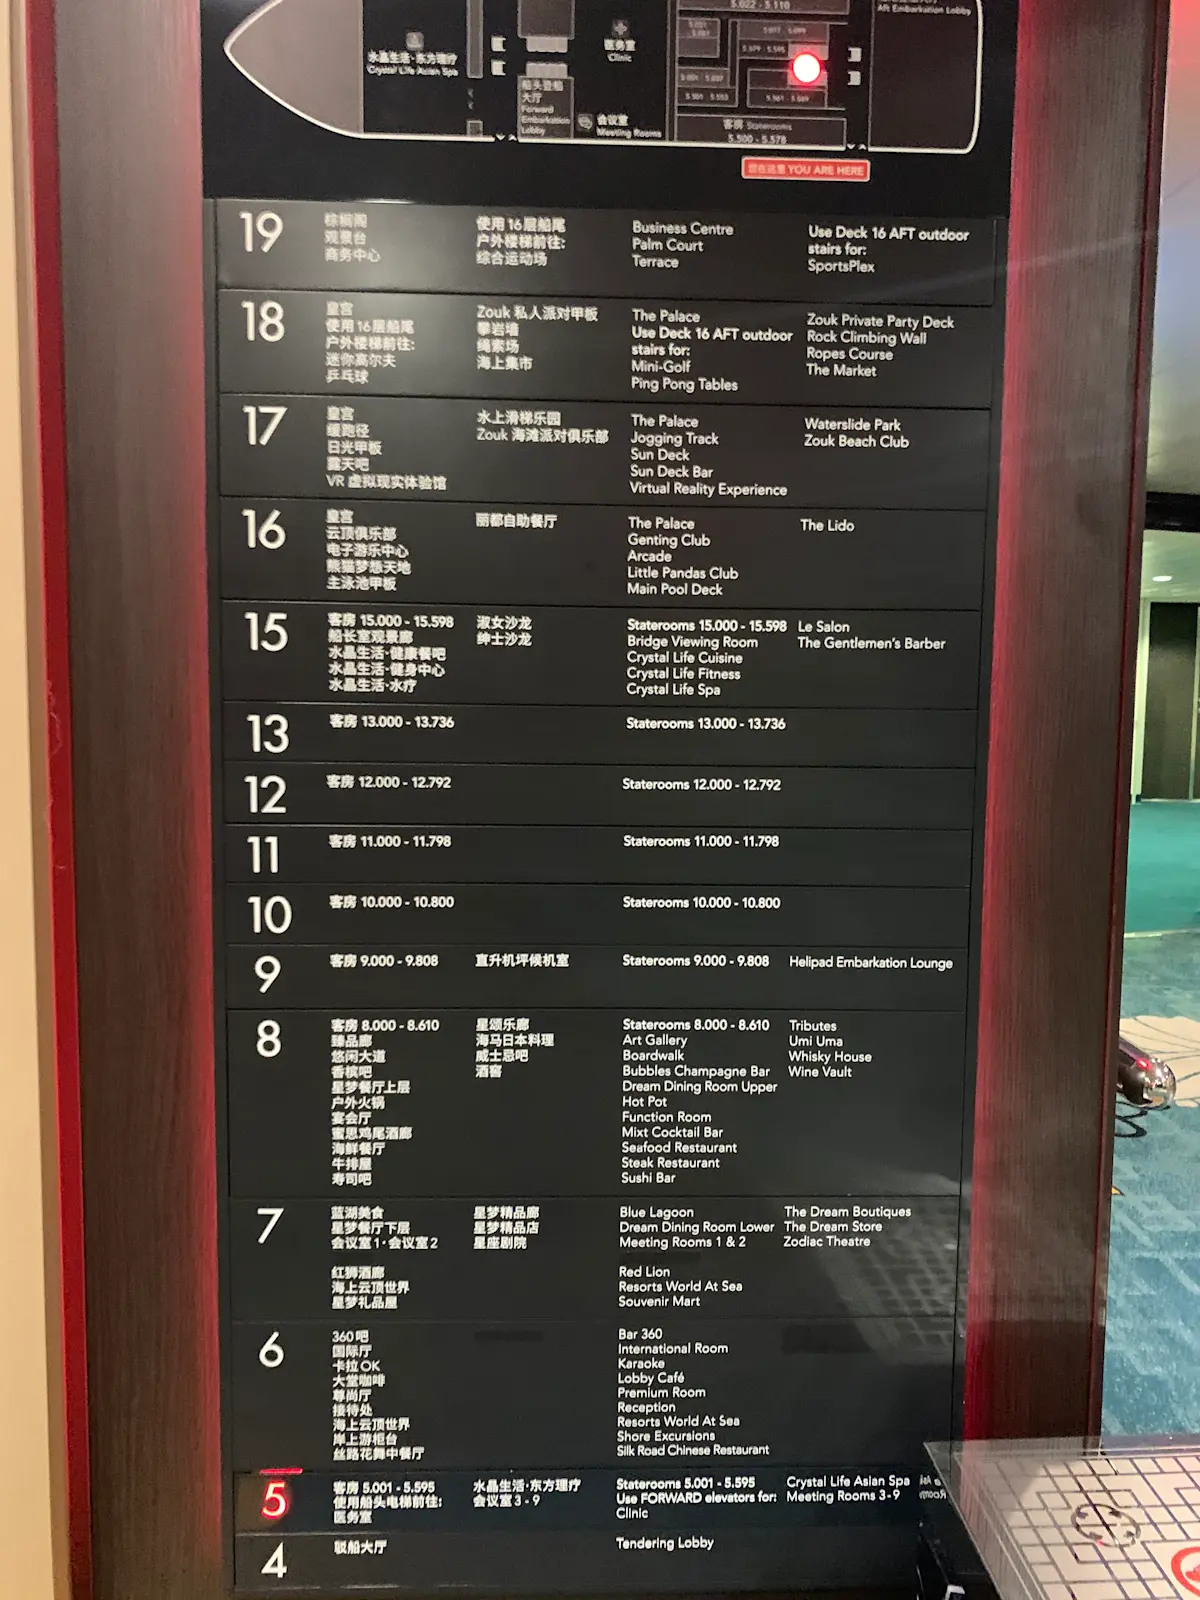 5.022 - 5.110
Aft Embarkation Lobby
水晶生活·东方理疗
Crystal Life Asian Spa
医务室
Clinic
船头登船
大厅
Forward
Embarkation
Lobby
会议室
Meeting Rooms
客房 Staterooms
5.500 - 5.578
您在这里 YOU ARE HERE
19
棕榈阁
观景台
商务中心
使用16层船尾
户外楼梯前往:
综合运动场
Business Centre
Palm Court
Terrace
Use Deck 16 AFT outdoor
stairs for:
SportsPlex
18
皇宫
使用16层船尾
户外楼梯前往:
迷你高尔夫
乒乓球
Zouk 私人派对甲板
攀岩墙
绳索场
海上集市
The Palace
Use Deck 16 AFT outdoor
stairs for:
Mini-Golf
Ping Pong Tables
Zouk Private Party Deck
Rock Climbing Wall
Ropes Course
The Market
17
皇宫
缓跑径
日光甲板
露天吧
VR 虚拟现实体验馆
水上滑梯乐园
Zouk 海滩派对俱乐部
The Palace
Jogging Track
Sun Deck
Sun Deck Bar
Virtual Reality Experience
Waterslide Park
Zouk Beach Club
16
皇宫
云顶俱乐部
电子游乐中心
熊猫梦想天地
主泳池甲板
丽都自助餐厅
The Palace
Genting Club
Arcade
Little Pandas Club
Main Pool Deck
The Lido
15
客房 15.000 - 15.598
船长室观景廊
水晶生活·健康餐吧
水晶生活·健身中心
水晶生活·水疗
淑女沙龙
绅士沙龙
Staterooms 15.000 - 15.598
Bridge Viewing Room
Crystal Life Cuisine
Crystal Life Fitness
Crystal Life Spa
Le Salon
The Gentlemen's Barber
13
客房 13.000 - 13.736
Staterooms 13.000 - 13.736
12
客房 12.000 - 12.792
Staterooms 12.000 - 12.792
11
客房 11.000 - 11.798
Staterooms 11.000 - 11.798
10
客房 10.000 - 10.800
Staterooms 10.000 - 10.800
9
客房 9.000 - 9.808
直升机坪候机室
Staterooms 9.000 - 9.808
Helipad Embarkation Lounge
8
客房 8.000 - 8.610
臻品廊
悠闲大道
香槟吧
星梦餐厅上层
户外火锅
宴会厅
蜜思鸡尾酒廊
海鲜餐厅
牛排屋
寿司吧
星颂乐廊
海马日本料理
威士忌吧
酒窖
Staterooms 8.000 - 8.610
Art Gallery
Boardwalk
Bubbles Champagne Bar
Dream Dining Room Upper
Hot Pot
Function Room
Mixt Cocktail Bar
Seafood Restaurant
Steak Restaurant
Sushi Bar
Tributes
Umi Uma
Whisky House
Wine Vault
7
蓝湖美食
星梦餐厅下层
会议室1·会议室2
红狮酒廊
海上云顶世界
星梦礼品屋
星梦精品廊
星梦精品店
星座剧院
Blue Lagoon
Dream Dining Room Lower
Meeting Rooms 1 & 2
Red Lion
Resorts World At Sea
Souvenir Mart
The Dream Boutiques
The Dream Store
Zodiac Theatre
6
360吧
国际厅
卡拉OK
大堂咖啡
尊尚厅
接待处
海上云顶世界
岸上游柜台
丝路花舞中餐厅
Bar 360
International Room
Karaoke
Lobby Café
Premium Room
Reception
Resorts World At Sea
Shore Excursions
Silk Road Chinese Restaurant
5
客房 5.001 - 5.595
使用船头电梯前往:
医务室
水晶生活·东方理疗
会议室 3 - 9
Staterooms 5.001 - 5.595
Use FORWARD elevators for:
Clinic
Crystal Life Asian Spa
Meeting Rooms 3 - 9
4
驳船大厅
Tendering Lobby